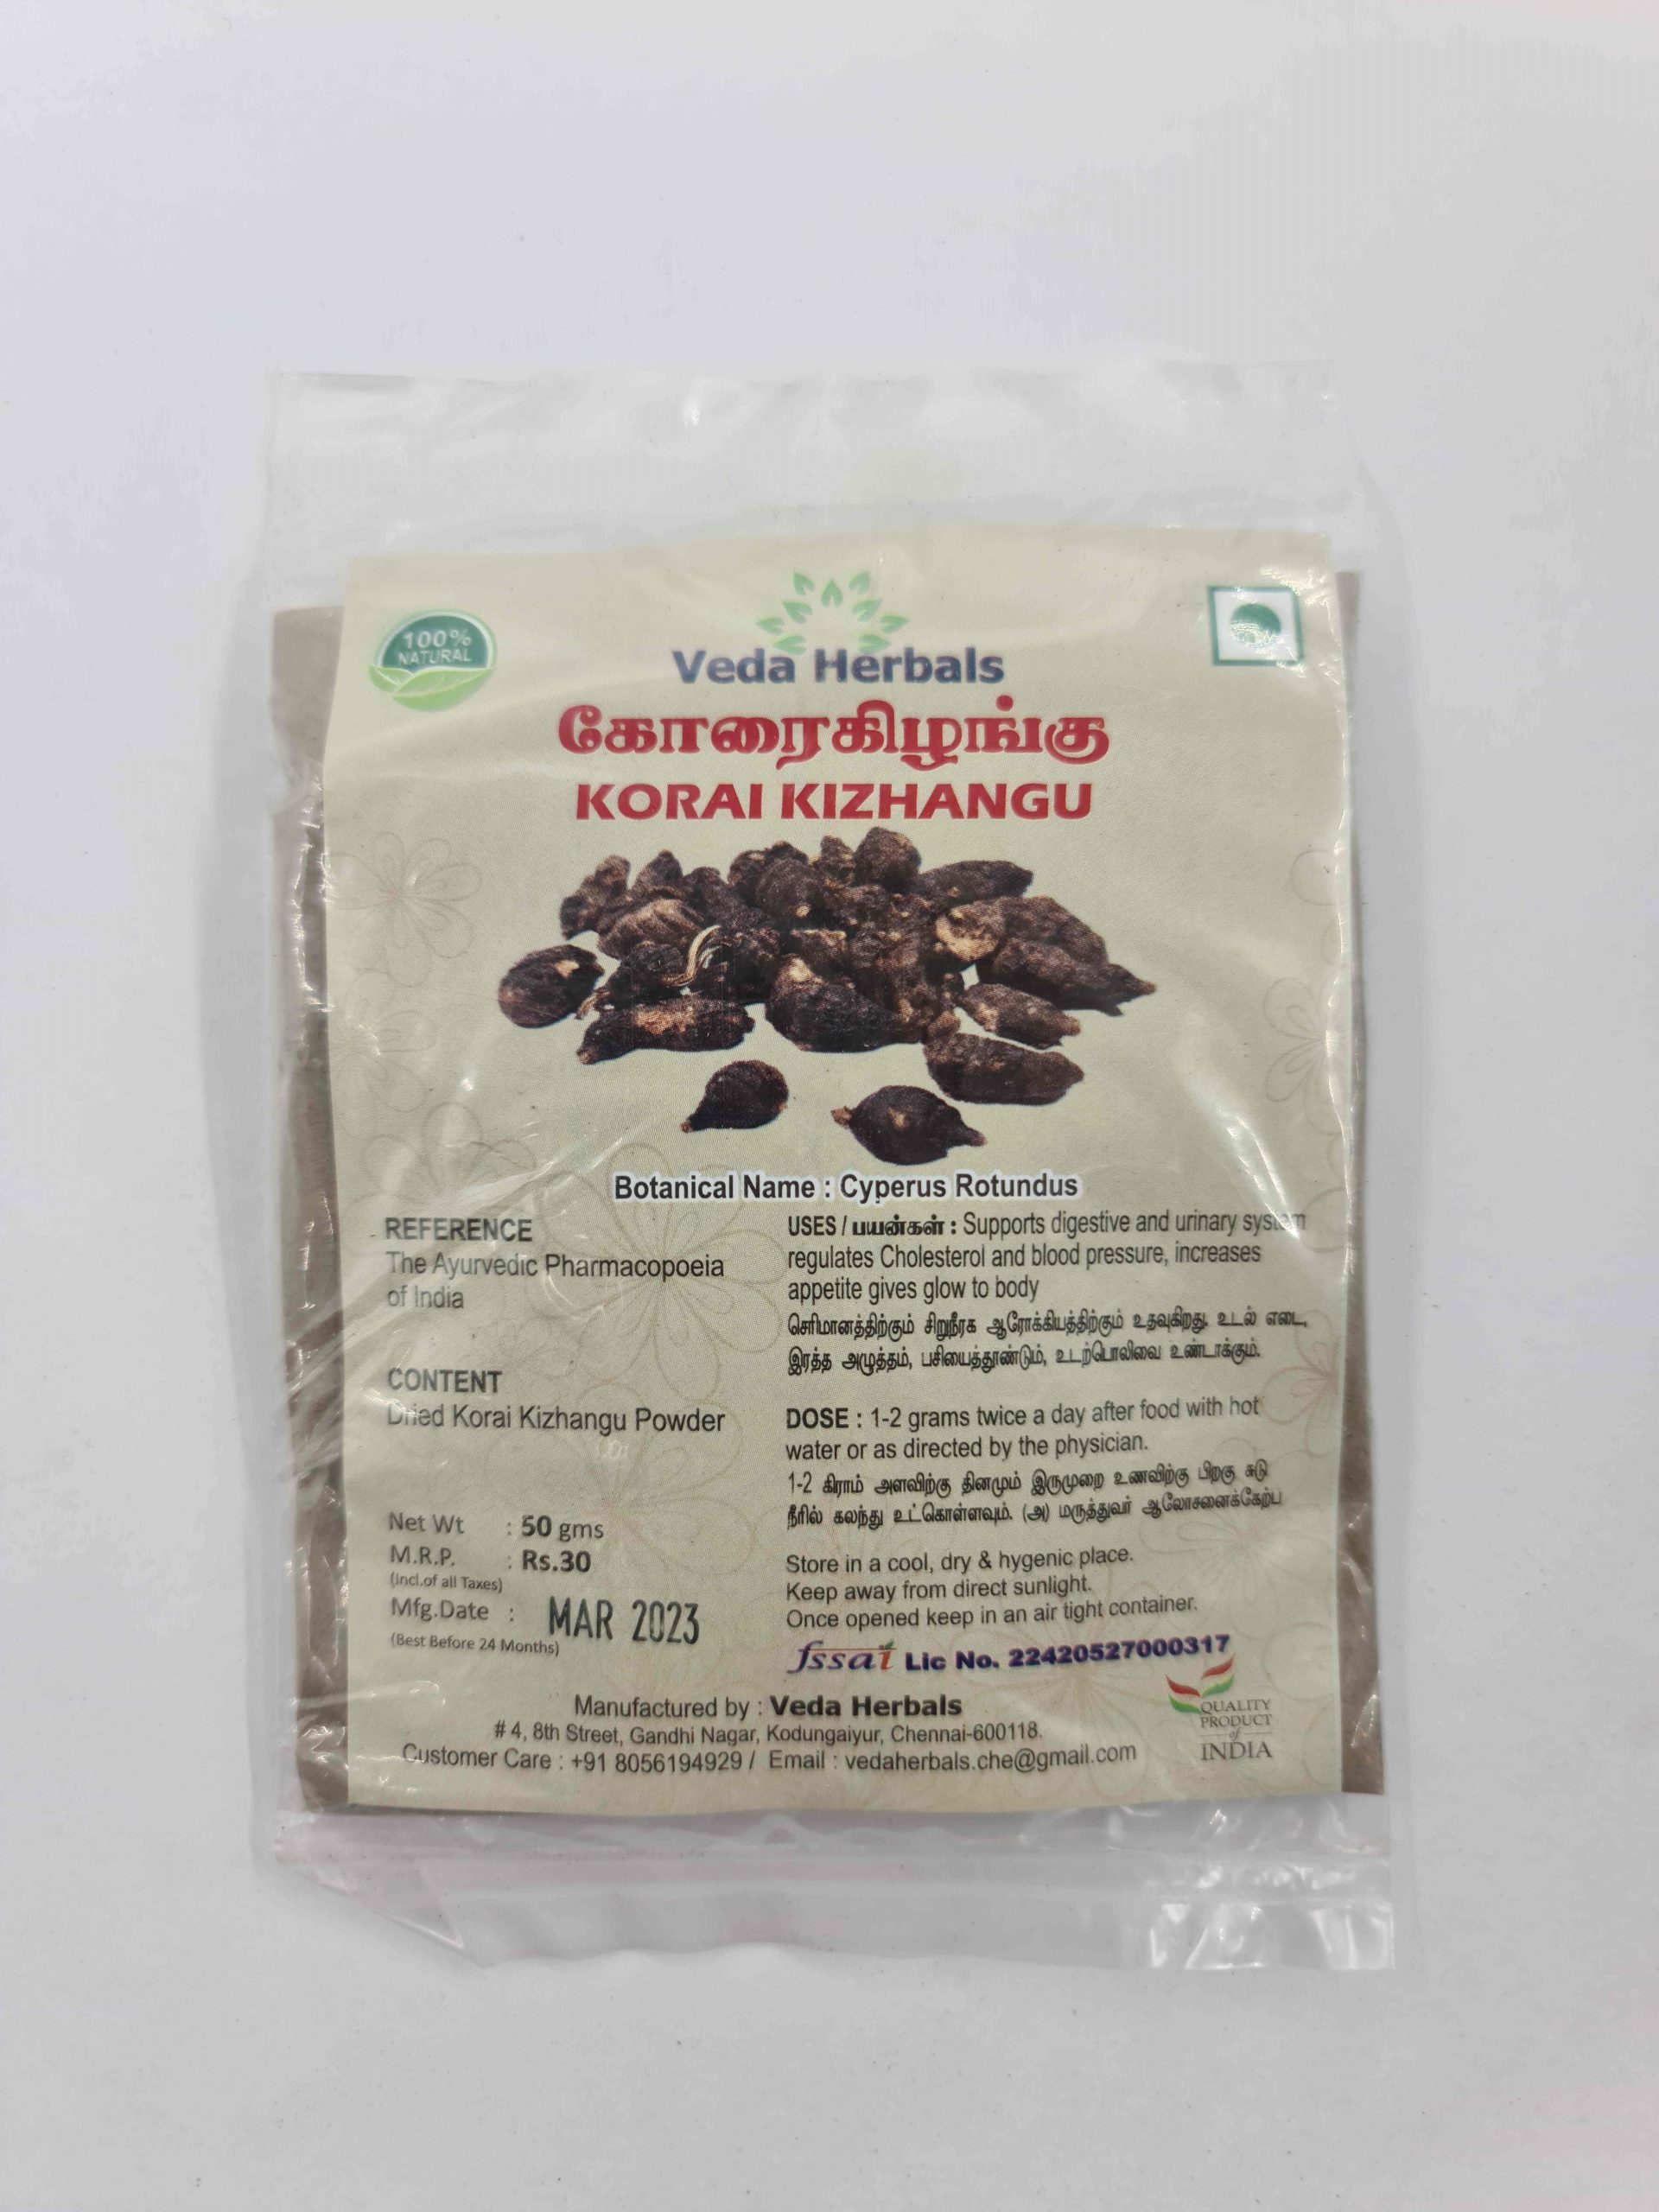 100%
NATURAL
Veda Herbals
கோரைகிழங்கு
KORAI KIZHANGU
Botanical Name : Cyperus Rotundus
REFERENCE
The Ayurvedic Pharmacopoeia
of India
CONTENT
Dried Korai Kizhangu Powder
Net Wt : 50 gms
M.R.P. : Rs.30
(incl.of all Taxes)
Mfg.Date : MAR 2023
(Best Before 24 Months)
USES / பயன்கள் : Supports digestive and urinary system
regulates Cholesterol and blood pressure, increases
appetite gives glow to body
செரிமானத்திற்கும் சிறுநீரக ஆரோக்கியத்திற்கும் உதவுகிறது. உடல் எடை,
இரத்த அழுத்தம், பசியைத்தூண்டும், உடற்பொலிவை உண்டாக்கும்.
DOSE : 1-2 grams twice a day after food with hot
water or as directed by the physician.
1-2 கிராம் அளவிற்கு தினமும் இருமுறை உணவிற்கு பிறகு சுடு
நீரில் கலந்து உட்கொள்ளவும். (அ) மருத்துவர் ஆலோசனைக்கேற்ப
Store in a cool, dry & hygenic place.
Keep away from direct sunlight.
Once opened keep in an air tight container.
fssai Lic No. 22420527000317
Manufactured by : Veda Herbals
# 4, 8th Street, Gandhi Nagar, Kodungaiyur, Chennai-600118.
Customer Care : +91 8056194929 / Email : vedaherbals.che@gmail.com
QUALITY
PRODUCT
of
INDIA